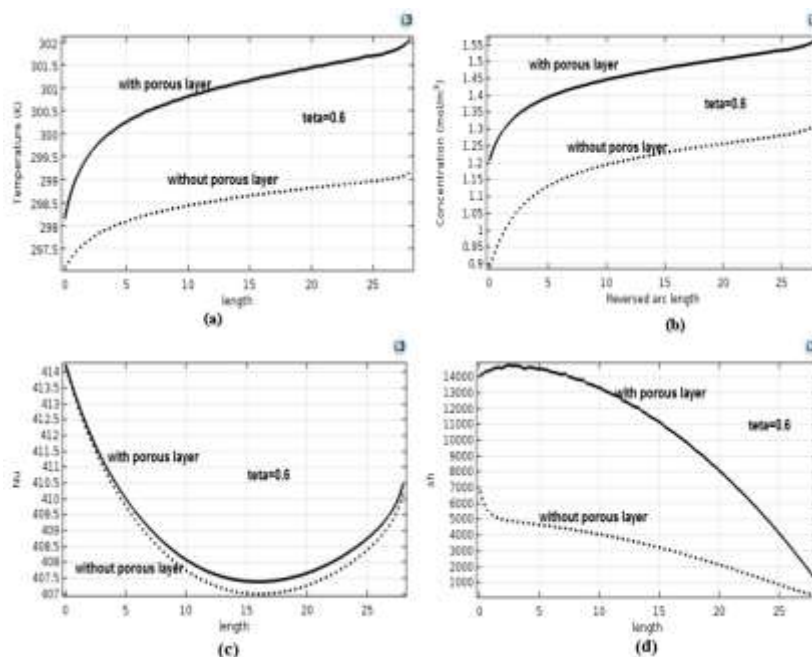 302
301.5
301
300.5
300
299.5
299
298.5
298
297.5
Temperature (K)
with porous layer
teta=0.6
without porous layer
0 5 10 15 20 25
length
(a)
1.55
1.5
1.45
1.4
1.35
1.3
1.25
1.2
1.15
1.1
1.05
1
0.95
0.9
Concentration (mol/m³)
with porous layer
teta=0.6
without poros layer
0 5 10 15 20 25
Reversed arc length
(b)
414
413.5
413
412.5
412
411.5
411
410.5
410
409.5
409
408.5
408
407.5
407
Nu
with porous layer
teta=0.6
without porous layer
0 5 10 15 20 25
length
(c)
14000
13000
12000
11000
10000
9000
8000
7000
6000
5000
4000
3000
2000
1000
with porous layer
teta=0.6
without porous layer
0 5 10 15 20 25
length
(d)